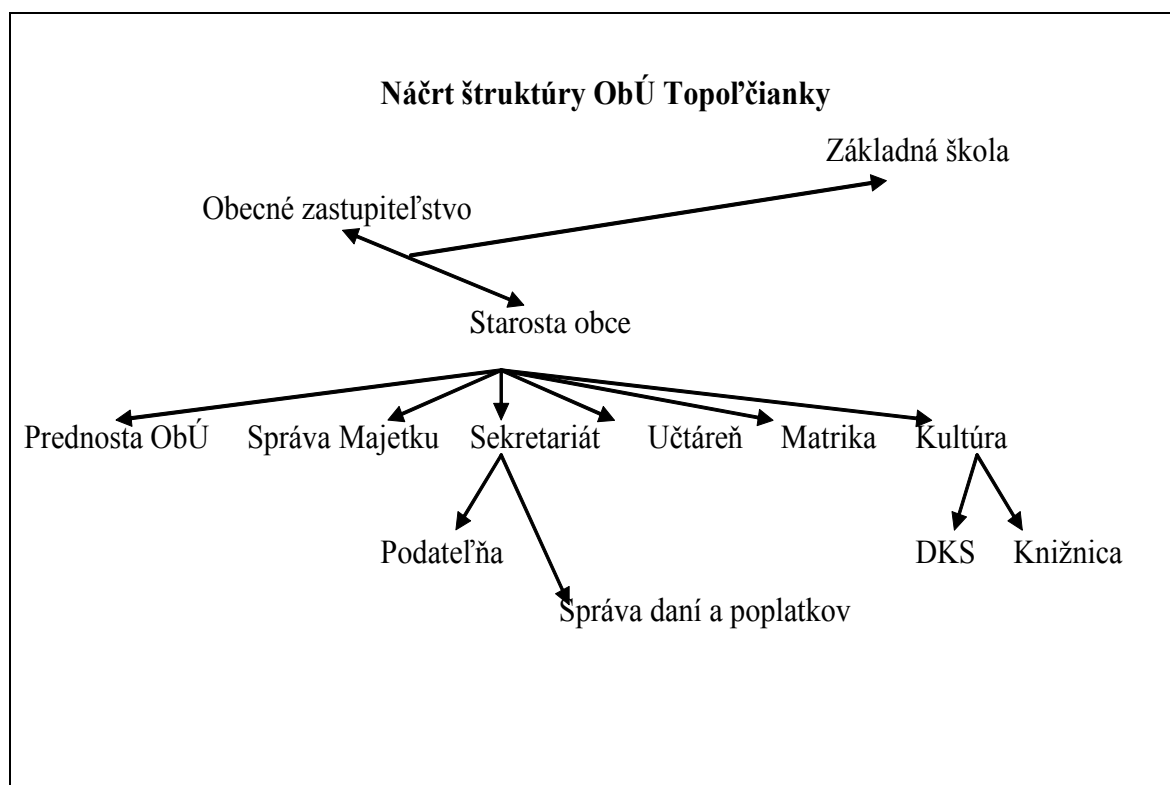 Náčrt štruktúry ObÚ Topoľčianky
Základná škola
Obecné zastupiteľstvo
Starosta obce
Prednosta ObÚ Správa Majetku Sekretariát Učtáreň Matrika Kultúra
Podateľňa DKS Knižnica
Správa daní a poplatkov